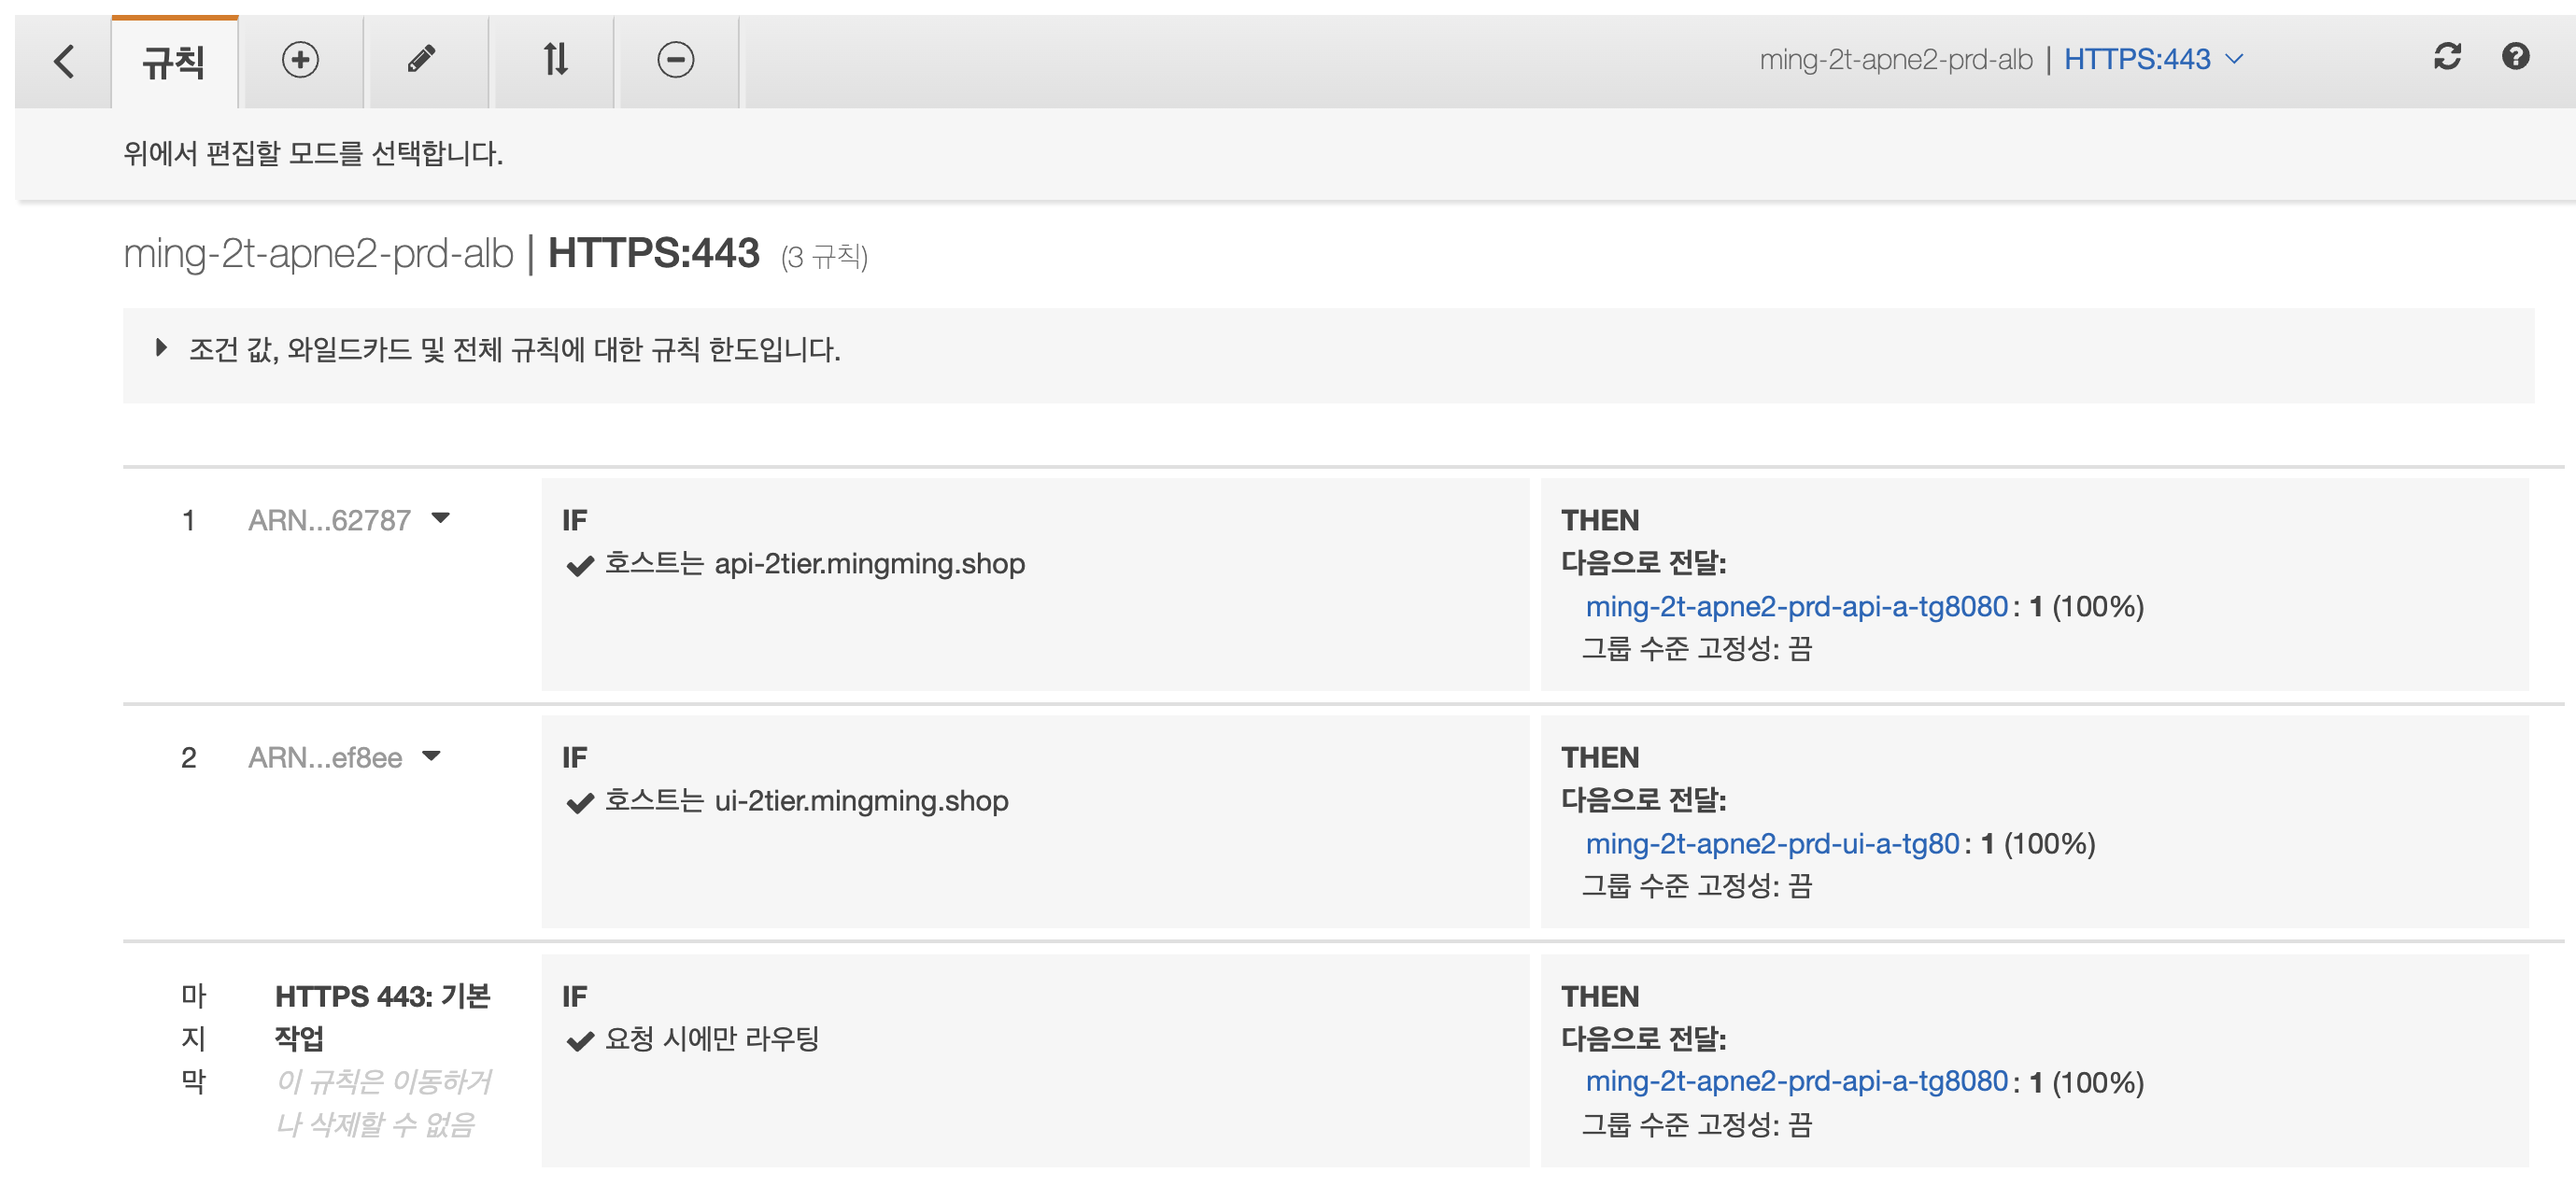 규칙
ming-2t-apne2-prd-alb | HTTPS:443
위에서 편집할 모드를 선택합니다.
ming-2t-apne2-prd-alb | HTTPS:443 (3 규칙)
조건 값, 와일드카드 및 전체 규칙에 대한 규칙 한도입니다.
1 ARN...62787
IF
호스트는 api-2tier.mingming.shop
THEN
다음으로 전달:
ming-2t-apne2-prd-api-a-tg8080: 1 (100%)
그룹 수준 고정성: 끔
2 ARN...ef8ee
IF
호스트는 ui-2tier.mingming.shop
THEN
다음으로 전달:
ming-2t-apne2-prd-ui-a-tg80: 1 (100%)
그룹 수준 고정성: 끔
마
지
막
HTTPS 443: 기본
작업
이 규칙은 이동하거
나 삭제할 수 없음
IF
요청 시에만 라우팅
THEN
다음으로 전달:
ming-2t-apne2-prd-api-a-tg8080: 1 (100%)
그룹 수준 고정성: 끔